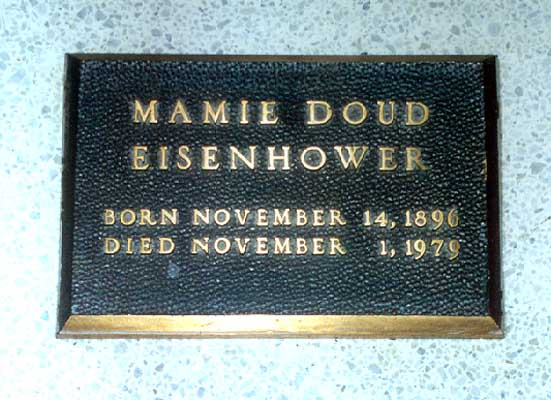 MAMIE DOUD
EISENHOWER
BORN NOVEMBER 14, 1896
DIED NOVEMBER 1, 1979